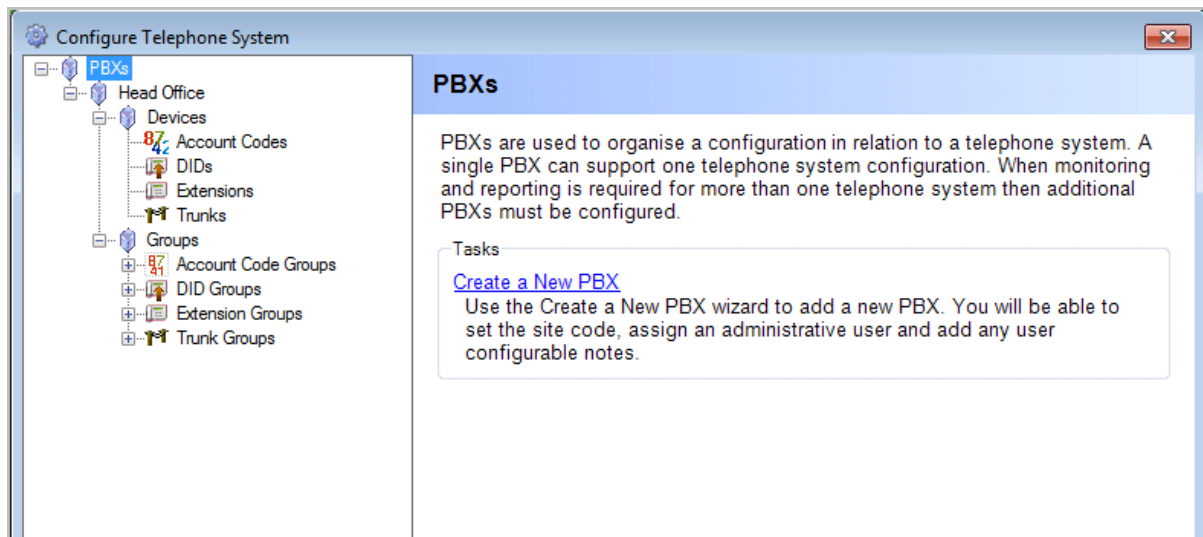 Configure Telephone System
PBXs
Head Office
Devices
Account Codes
DIDs
Extensions
Trunks
Groups
Account Code Groups
DID Groups
Extension Groups
Trunk Groups
PBXs
PBXs are used to organise a configuration in relation to a telephone system. A
single PBX can support one telephone system configuration. When monitoring
and reporting is required for more than one telephone system then additional
PBXs must be configured.
Tasks
Create a New PBX
Use the Create a New PBX wizard to add a new PBX. You will be able to
set the site code, assign an administrative user and add any user
configurable notes.